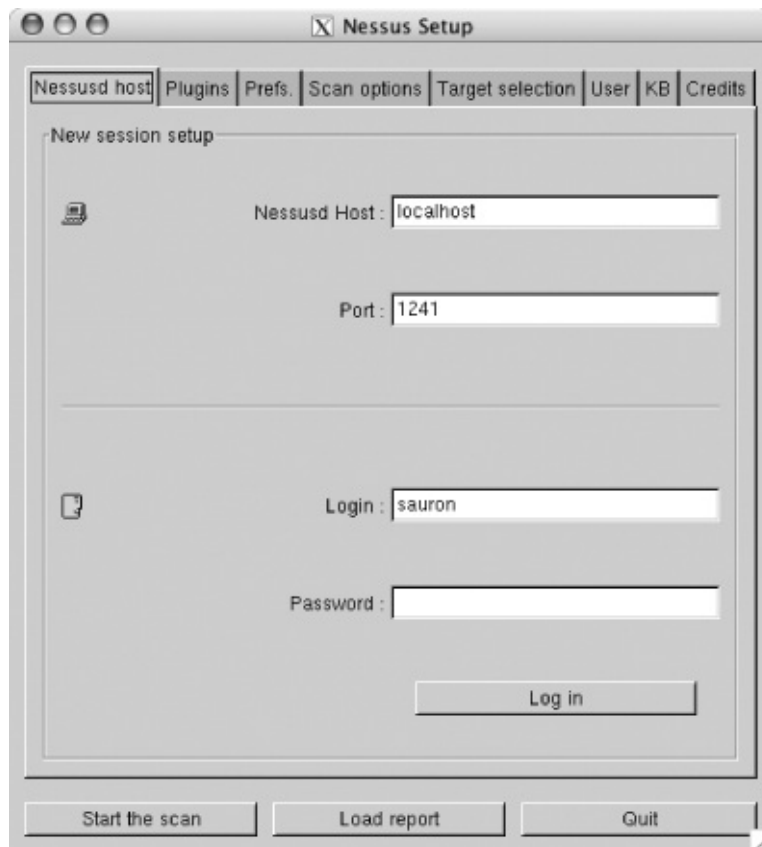 Nessus Setup
Nessusd host Plugins Prefs. Scan options Target selection User KB Credits
New session setup
Nessusd Host : localhost
Port : 1241
Login : sauron
Password :
Log in
Start the scan Load report Quit